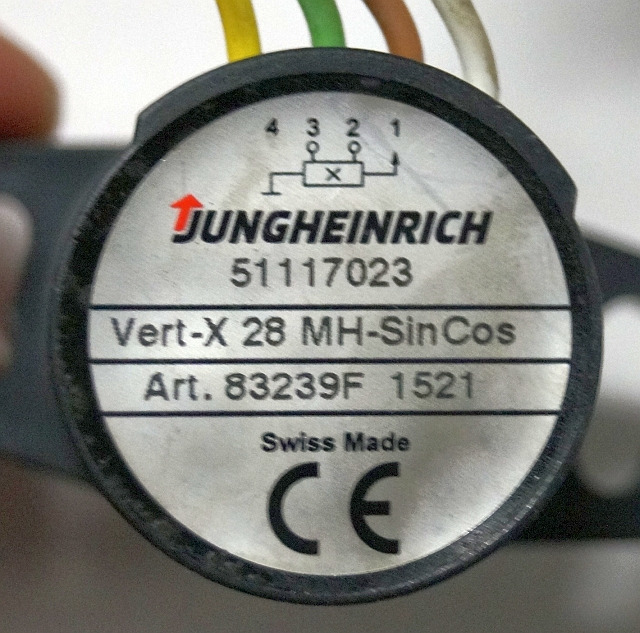 4 3 2 1
X
JUNGHEINRICH
51117023
Vert-X 28 MH-SinCos
Art. 83239F 1521
Swiss Made
CE